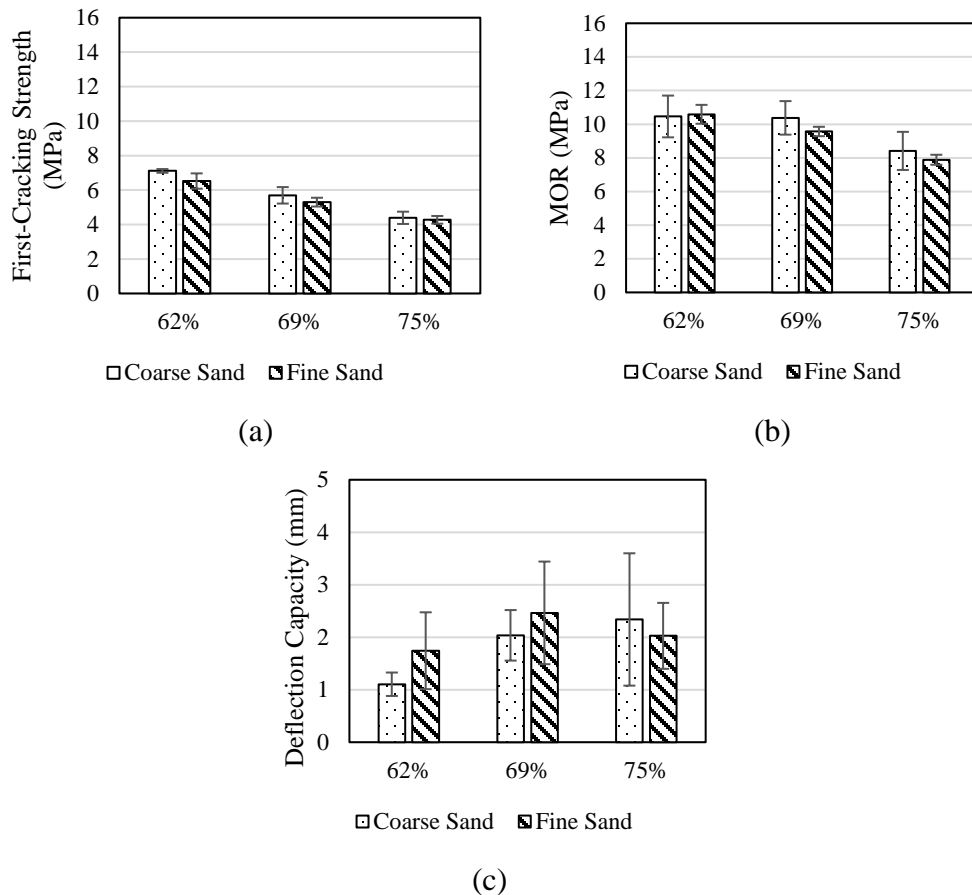 First-Cracking Strength
(MPa)
16
14
12
10
8
6
4
2
0
62% 69% 75%
Coarse Sand Fine Sand
(a)
MOR (MPa)
16
14
12
10
8
6
4
2
0
62% 69% 75%
Coarse Sand Fine Sand
(b)
Deflection Capacity (mm)
5
4
3
2
1
0
62% 69% 75%
Coarse Sand Fine Sand
(c)